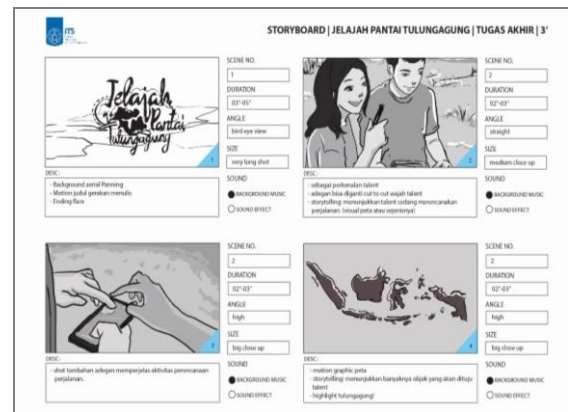 ITS
STORYBOARD | JELAJAH PANTAI TULUNGAGUNG | TUGAS AKHIR | 3'
Jelajah
Pantai
Tulungagung
1
SCENE NO.
1
DURATION
03"-05"
ANGLE
bird eye view
SIZE
very long shot
SOUND
BACKGROUND MUSIC
SOUND EFFECT
DESC:
- Background aerial Panning
- Motion judul gerakan menulis
- Ending flare
2
SCENE NO.
2
DURATION
02"-03"
ANGLE
straight
SIZE
medium close up
SOUND
BACKGROUND MUSIC
SOUND EFFECT
DESC:
- sebagai perkenalan talent
- adegan bisa diganti cut to cut wajah talent
- storytelling: menunjukkan talent sedang merencanakan
perjalanan. (visual peta atau sejenisnya)
3
SCENE NO.
2
DURATION
02"-03"
ANGLE
high
SIZE
big close up
SOUND
BACKGROUND MUSIC
SOUND EFFECT
DESC:
- shot tambahan adegan memperjelas aktivitas perencanaan
perjalanan.
4
SCENE NO.
2
DURATION
02"-03"
ANGLE
high
SIZE
big close up
SOUND
BACKGROUND MUSIC
SOUND EFFECT
DESC:
- motion graphic peta
- storytelling: menunjukkan banyaknya objek yang akan dituju
talent
- highlight tulungagung!